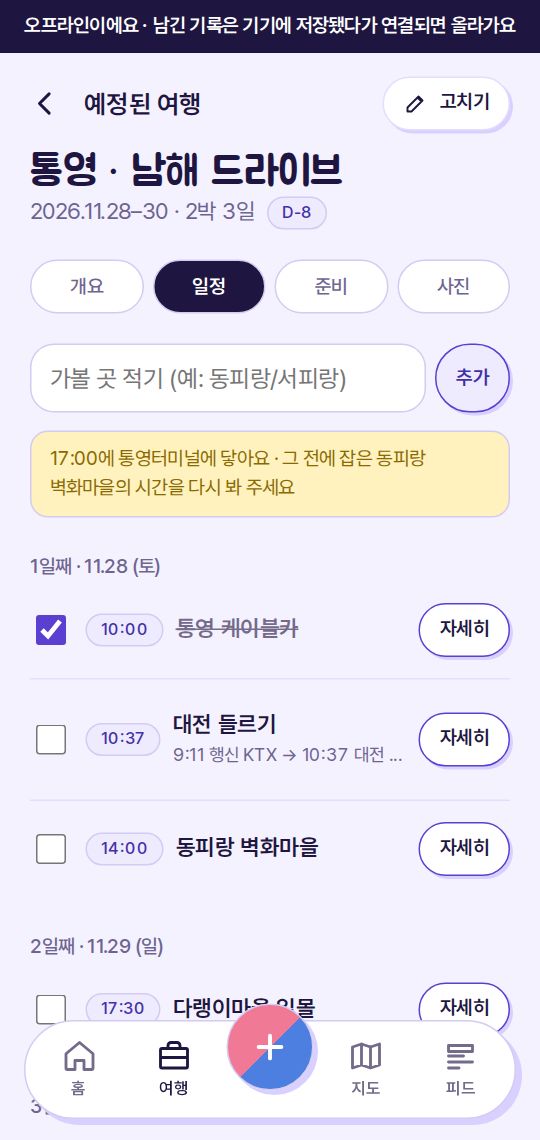 오프라인이에요 · 남긴 기록은 기기에 저장됐다가 연결되면 올라가요
예정된 여행
고치기
통영 · 남해 드라이브
2026.11.28–30 · 2박 3일
D-8
개요
일정
준비
사진
가볼 곳 적기 (예: 동피랑/서피랑)
추가
17:00에 통영터미널에 닿아요 · 그 전에 잡은 동피랑
벽화마을의 시간을 다시 봐 주세요
1일째 · 11.28 (토)
10:00
통영 케이블카
자세히
대전 들르기
10:37
9:11 행신 KTX → 10:37 대전 ...
자세히
14:00
동피랑 벽화마을
자세히
2일째 · 11.29 (일)
17:30
다랭이마을 일몰
자세히
홈
여행
지도
피드